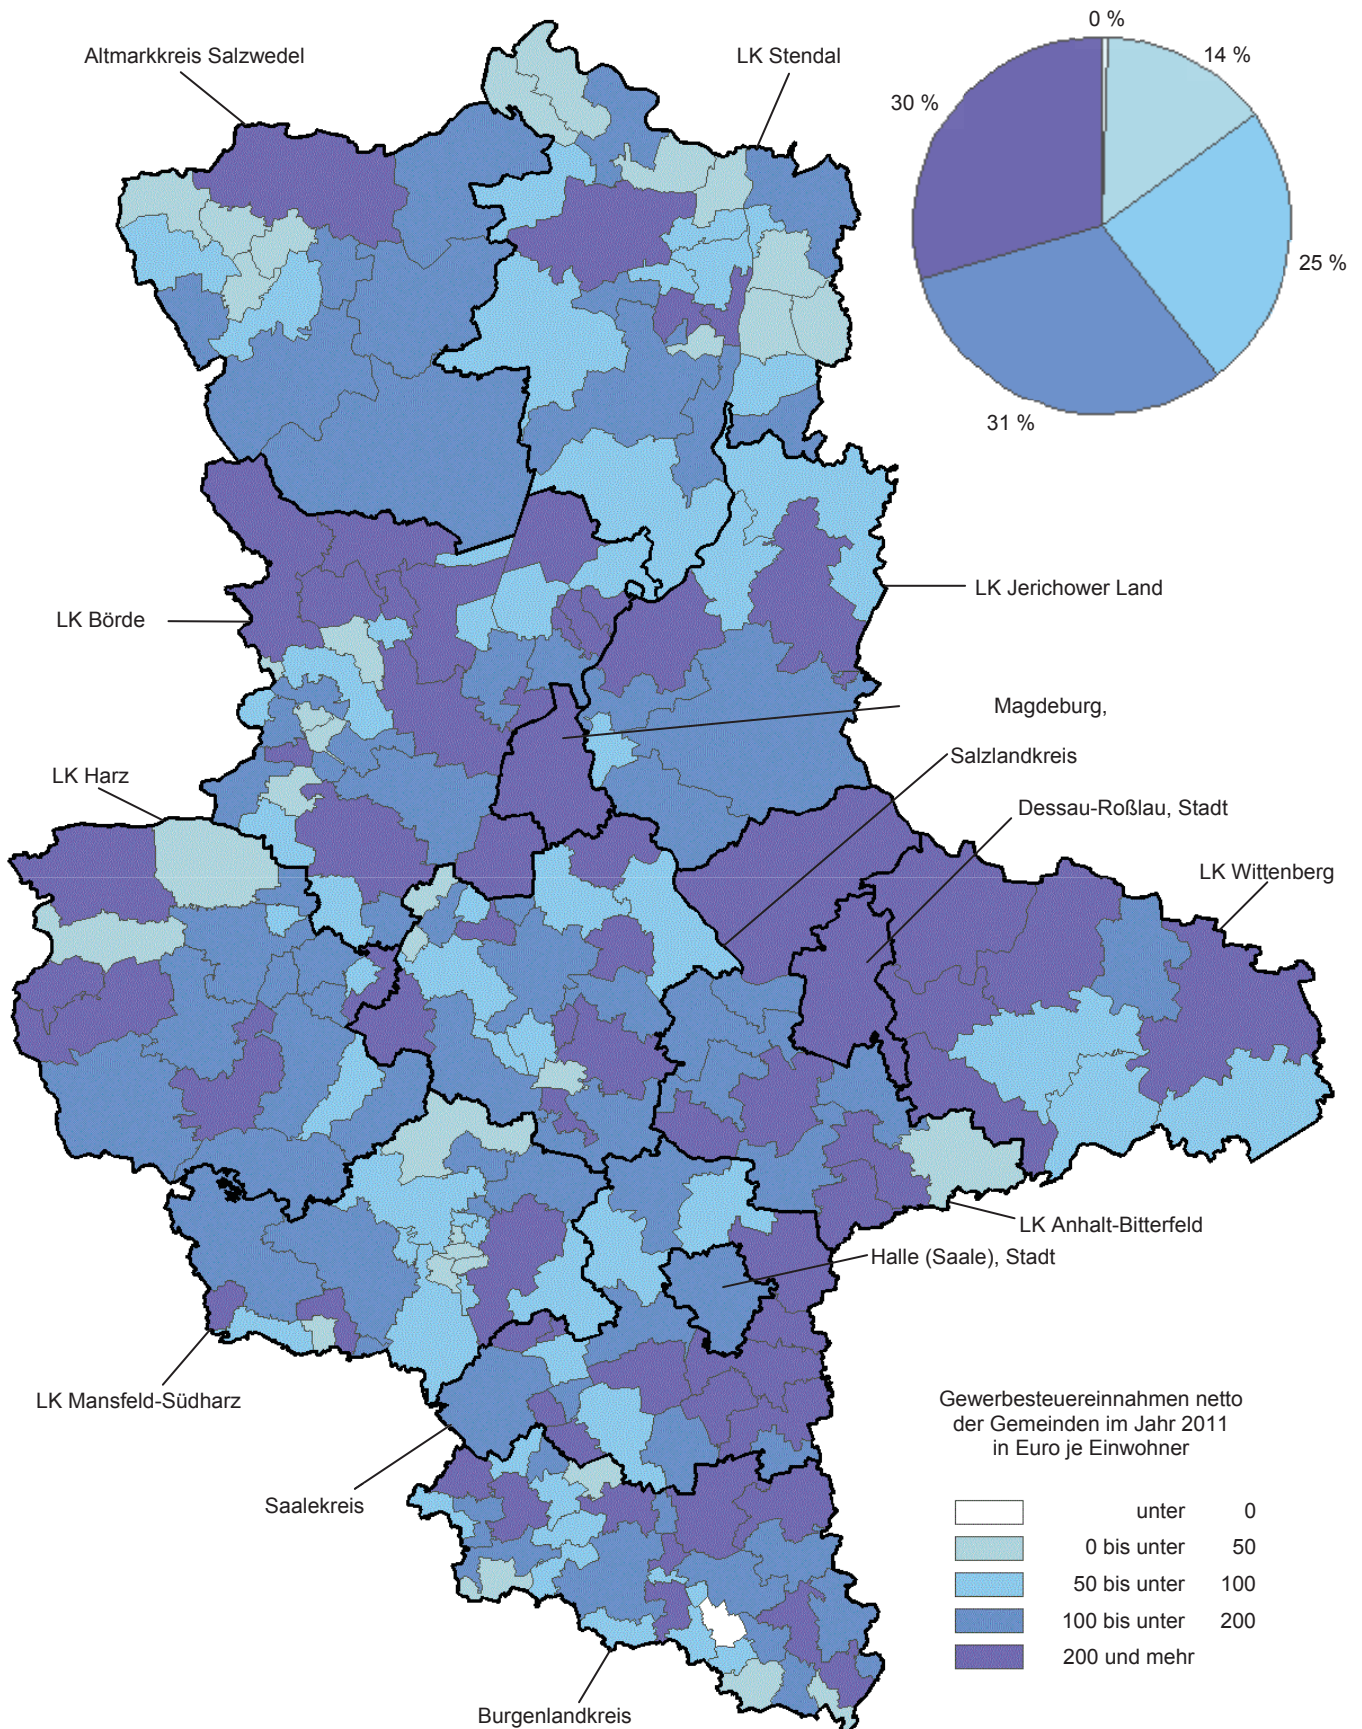 0 %
14 %
Altmarkkreis Salzwedel
LK Stendal
30 %
25 %
31 %
LK Jerichower Land
LK Börde
Magdeburg,
Salzlandkreis
LK Harz
Dessau-Roßlau, Stadt
LK Wittenberg
LK Anhalt-Bitterfeld
Halle (Saale), Stadt
LK Mansfeld-Südharz
Saalekreis
Burgenlandkreis
Gewerbesteuereinnahmen netto
der Gemeinden im Jahr 2011
in Euro je Einwohner
unter 0
0 bis unter 50
50 bis unter 100
100 bis unter 200
200 und mehr